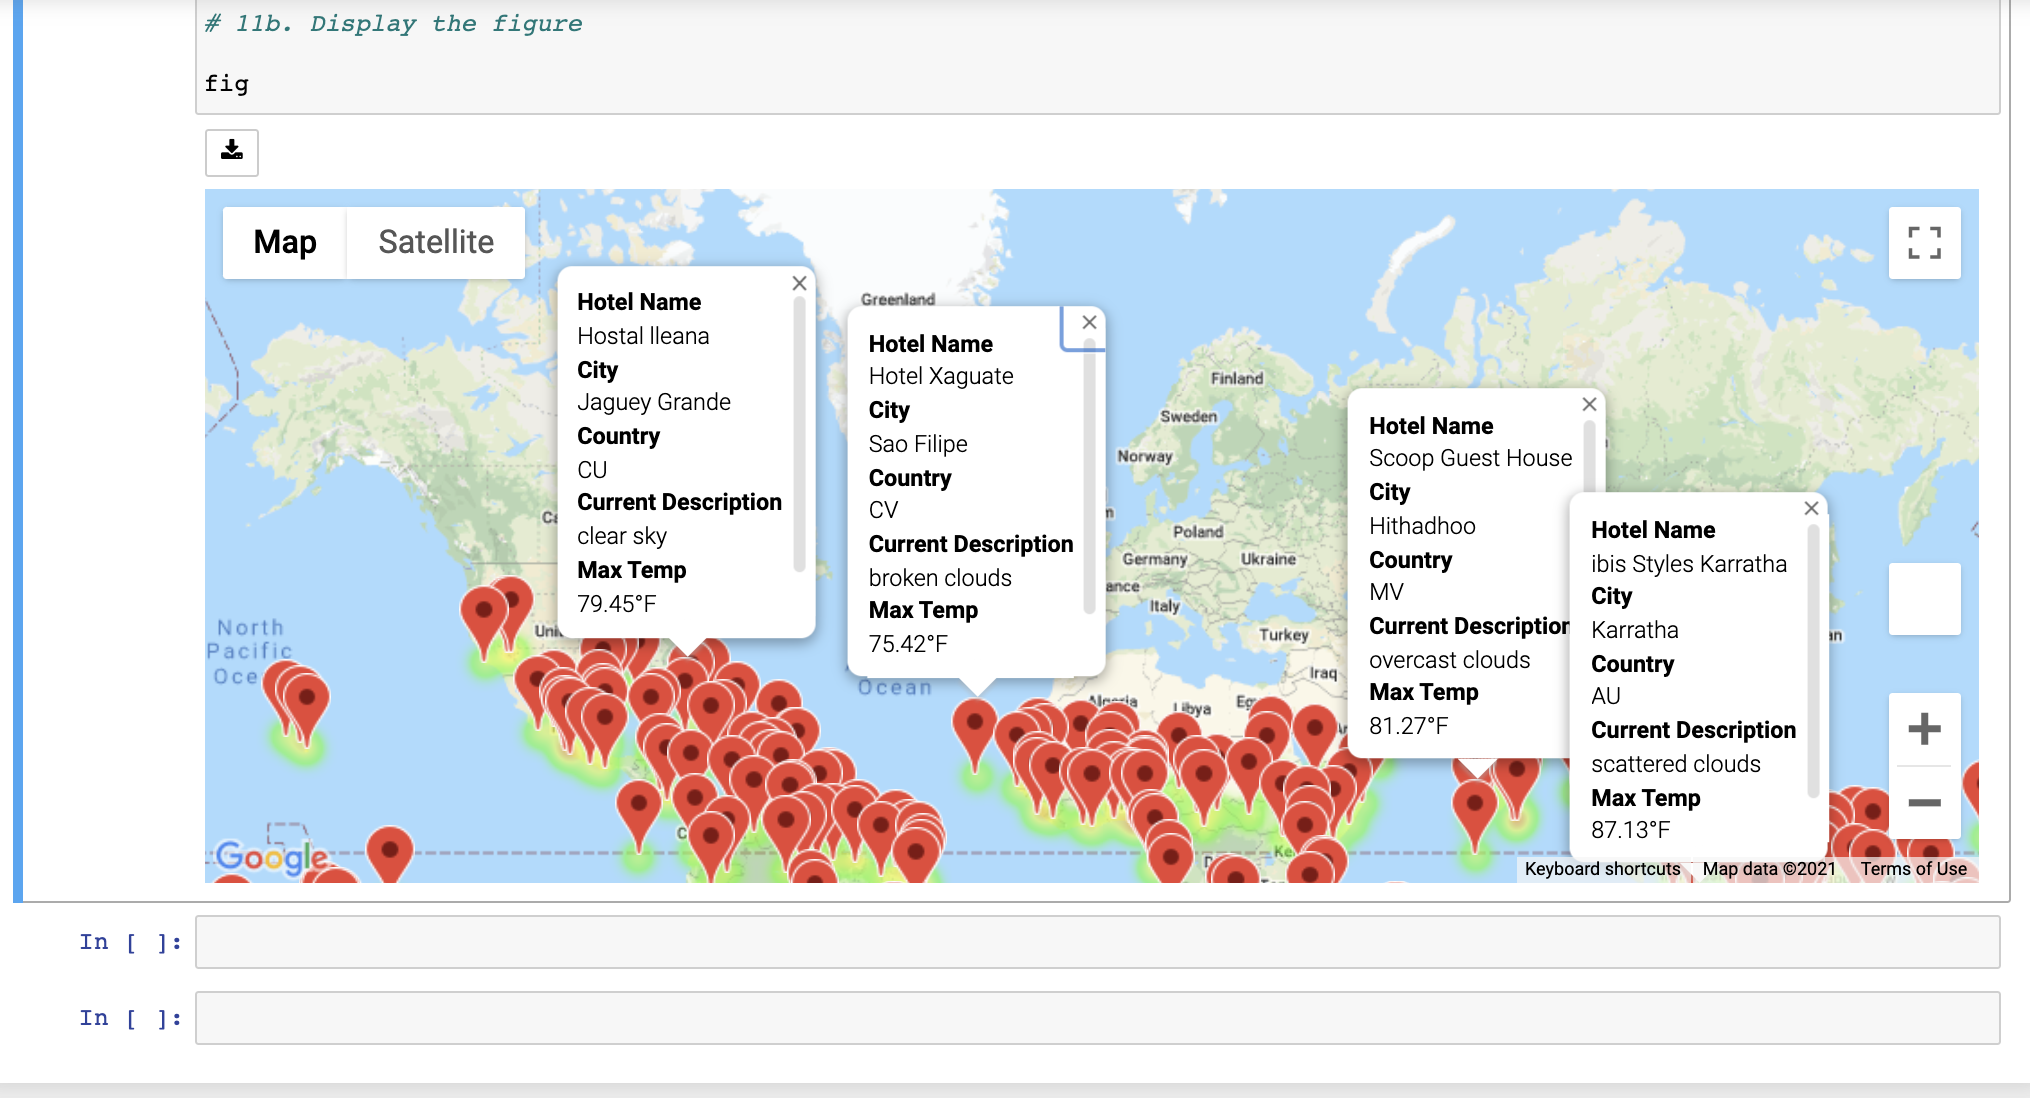 # 11b. Display the figure
fig
Map
Satellite
Greenland
Finland
Sweden
Norway
Poland
Germany
Ukraine
Italy
Turkey
Iraq
Algeria
Libya
North
Pacific
Ocean
Hotel Name
Hostal lleana
City
Jaguey Grande
Country
CU
Current Description
clear sky
Max Temp
79.45°F
Hotel Name
Hotel Xaguate
City
Sao Filipe
Country
CV
Current Description
broken clouds
Max Temp
75.42°F
Hotel Name
Scoop Guest House
City
Hithadhoo
Country
MV
Current Description
overcast clouds
Max Temp
81.27°F
Hotel Name
ibis Styles Karratha
City
Karratha
Country
AU
Current Description
scattered clouds
Max Temp
87.13°F
Google
Keyboard shortcuts
Map data ©2021
Terms of Use
In [ ]:
In [ ]: